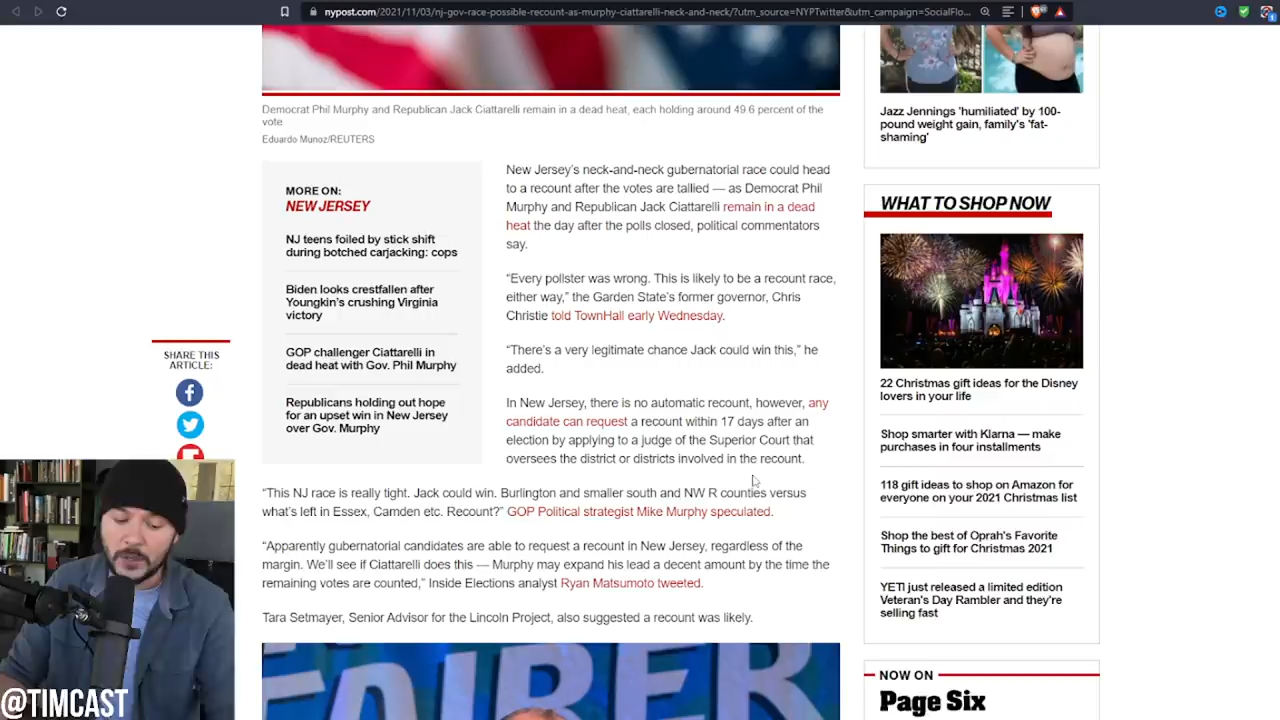 nypost.com/2021/11/03/nj-gov-race-possible-recount-as-murphy-ciattarelli-neck-and-neck/?utm_source=NYPTwitter&utm_campaign=SocialFlo...
Democrat Phil Murphy and Republican Jack Ciattarelli remain in a dead heat, each holding around 49.6 percent of the
vote.
Eduardo Munoz/REUTERS
MORE ON:
NEW JERSEY
NJ teens foiled by stick shift
during botched carjacking: cops
Biden looks crestfallen after
Youngkin's crushing Virginia
victory
GOP challenger Ciattarelli in
dead heat with Gov. Phil Murphy
Republicans holding out hope
for an upset win in New Jersey
over Gov. Murphy
New Jersey's neck-and-neck gubernatorial race could head
to a recount after the votes are tallied — as Democrat Phil
Murphy and Republican Jack Ciattarelli remain in a dead
heat the day after the polls closed, political commentators
say.
“Every pollster was wrong. This is likely to be a recount race,
either way,” the Garden State's former governor, Chris
Christie told TownHall early Wednesday.
“There's a very legitimate chance Jack could win this,” he
added.
In New Jersey, there is no automatic recount, however, any
candidate can request a recount within 17 days after an
election by applying to a judge of the Superior Court that
oversees the district or districts involved in the recount.
“This NJ race is really tight. Jack could win. Burlington and smaller south and NW R counties versus
what's left in Essex, Camden etc. Recount?” GOP Political strategist Mike Murphy speculated.
“Apparently gubernatorial candidates are able to request a recount in New Jersey, regardless of the
margin. We'll see if Ciattarelli does this — Murphy may expand his lead a decent amount by the time the
remaining votes are counted,” Inside Elections analyst Ryan Matsumoto tweeted.
Tara Setmayer, Senior Advisor for the Lincoln Project, also suggested a recount was likely.
SHARE THIS
ARTICLE:
Jazz Jennings 'humiliated' by 100-
pound weight gain, family's 'fat-
shaming'
WHAT TO SHOP NOW
22 Christmas gift ideas for the Disney
lovers in your life
Shop smarter with Klarna — make
purchases in four installments
118 gift ideas to shop on Amazon for
everyone on your 2021 Christmas list
Shop the best of Oprah's Favorite
Things to gift for Christmas 2021
YETI just released a limited edition
Veteran's Day Rambler and they're
selling fast
NOW ON
Page Six
@TIMCAST